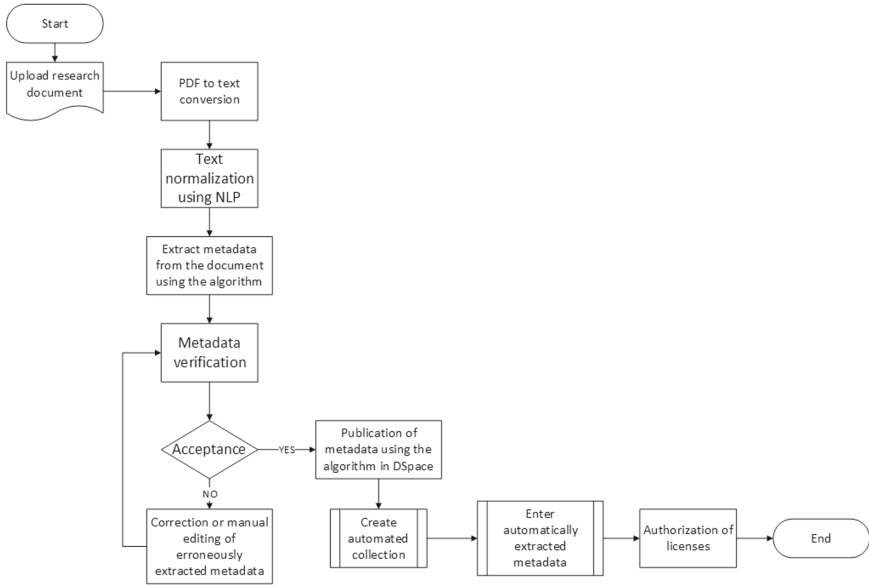 Start
Upload research
document
PDF to text
conversion
Text
normalization
using NLP
Extract metadata
from the document
using the algorithm
Metadada
verification
Acceptance
YES
Publication of
metadata using the
algorithm in DSpace
NO
Correction or manual
editing of
erroneously
extracted metadata
Create
automated
collection
Enter
automatically
extracted
metadata
Authorization of
licenses
End